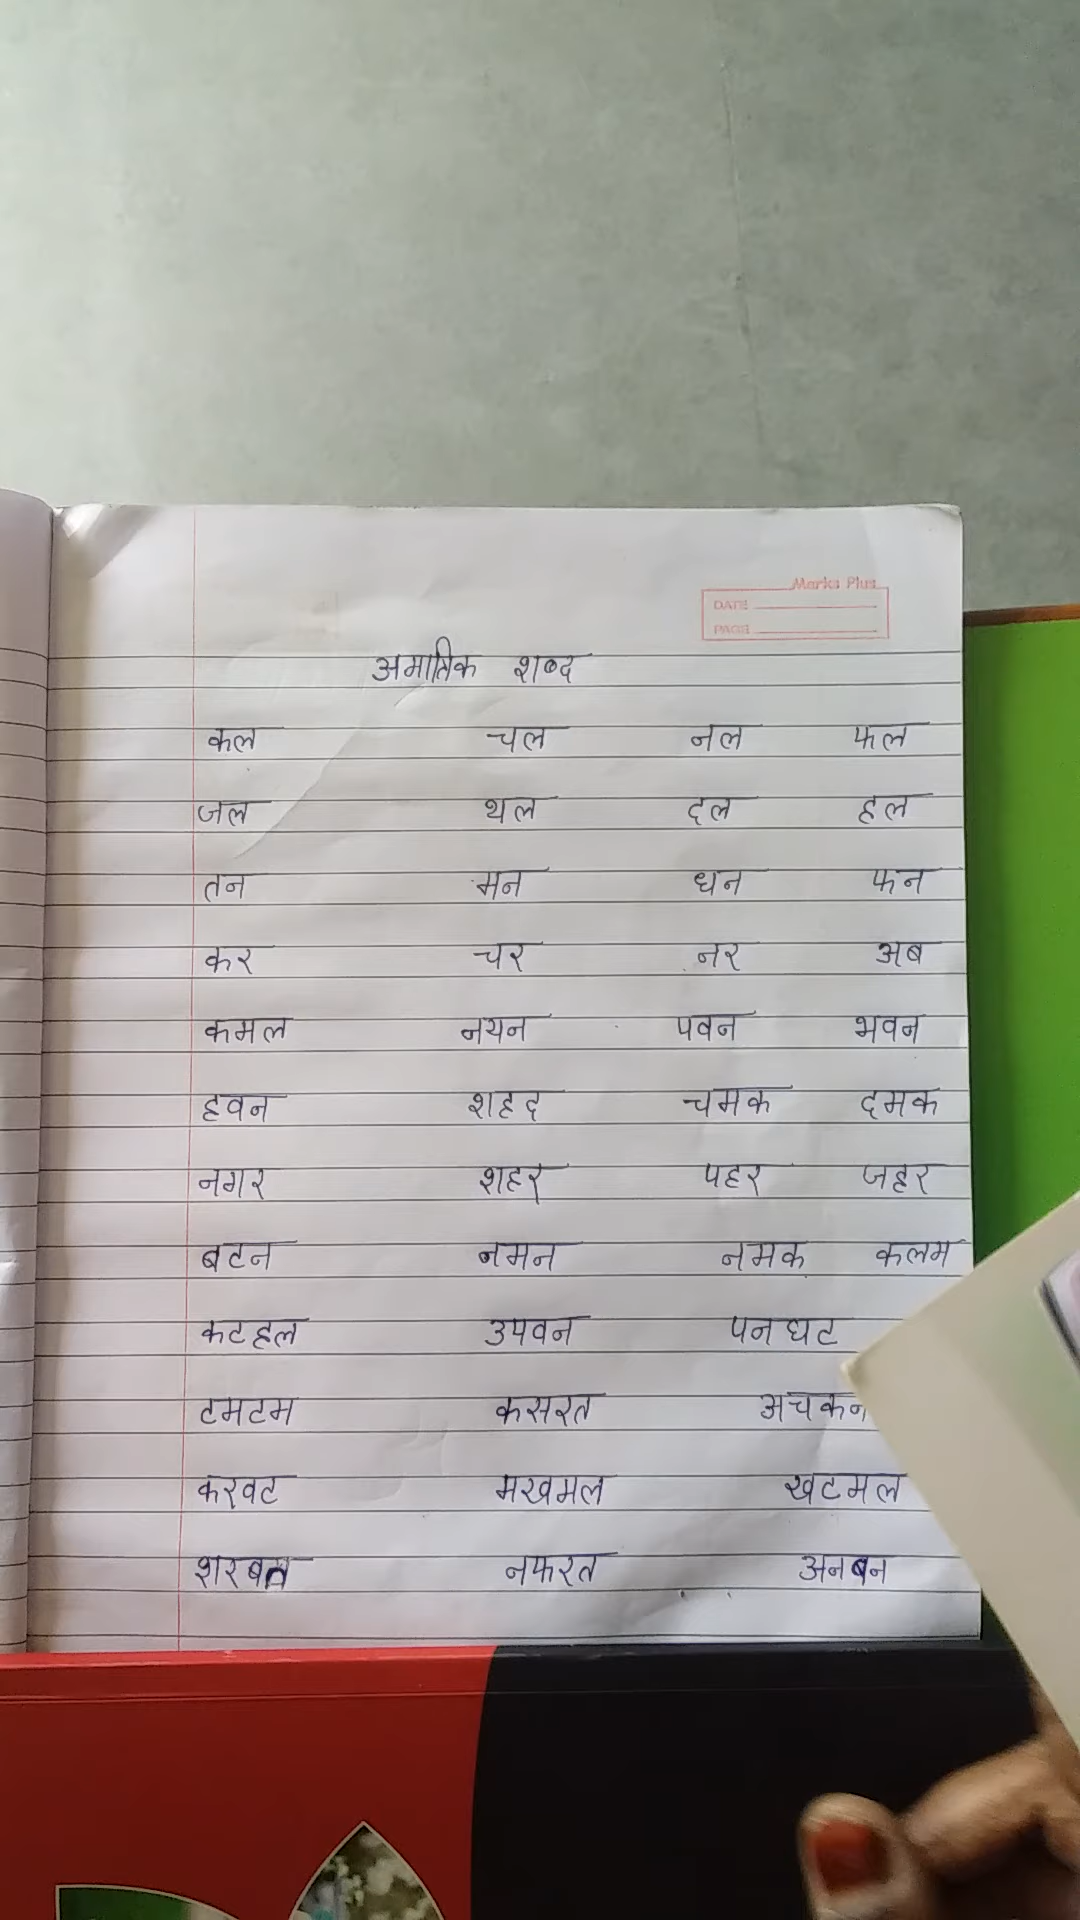 Marks Plus
DATE
PAGE
अमात्रिक शब्द
कल चल नल फल
जल थल दल हल
तन मन धन फन
कर चर नर अब
कमल नयन पवन भवन
हवन शहद चमक दमक
नगर शहर पहर जहर
बटन नमन नमक कलम
कटहल उपवन पनघट
टमटम कसरत अचकन
करवट मखमल खटमल
शरबत नफरत अनबन